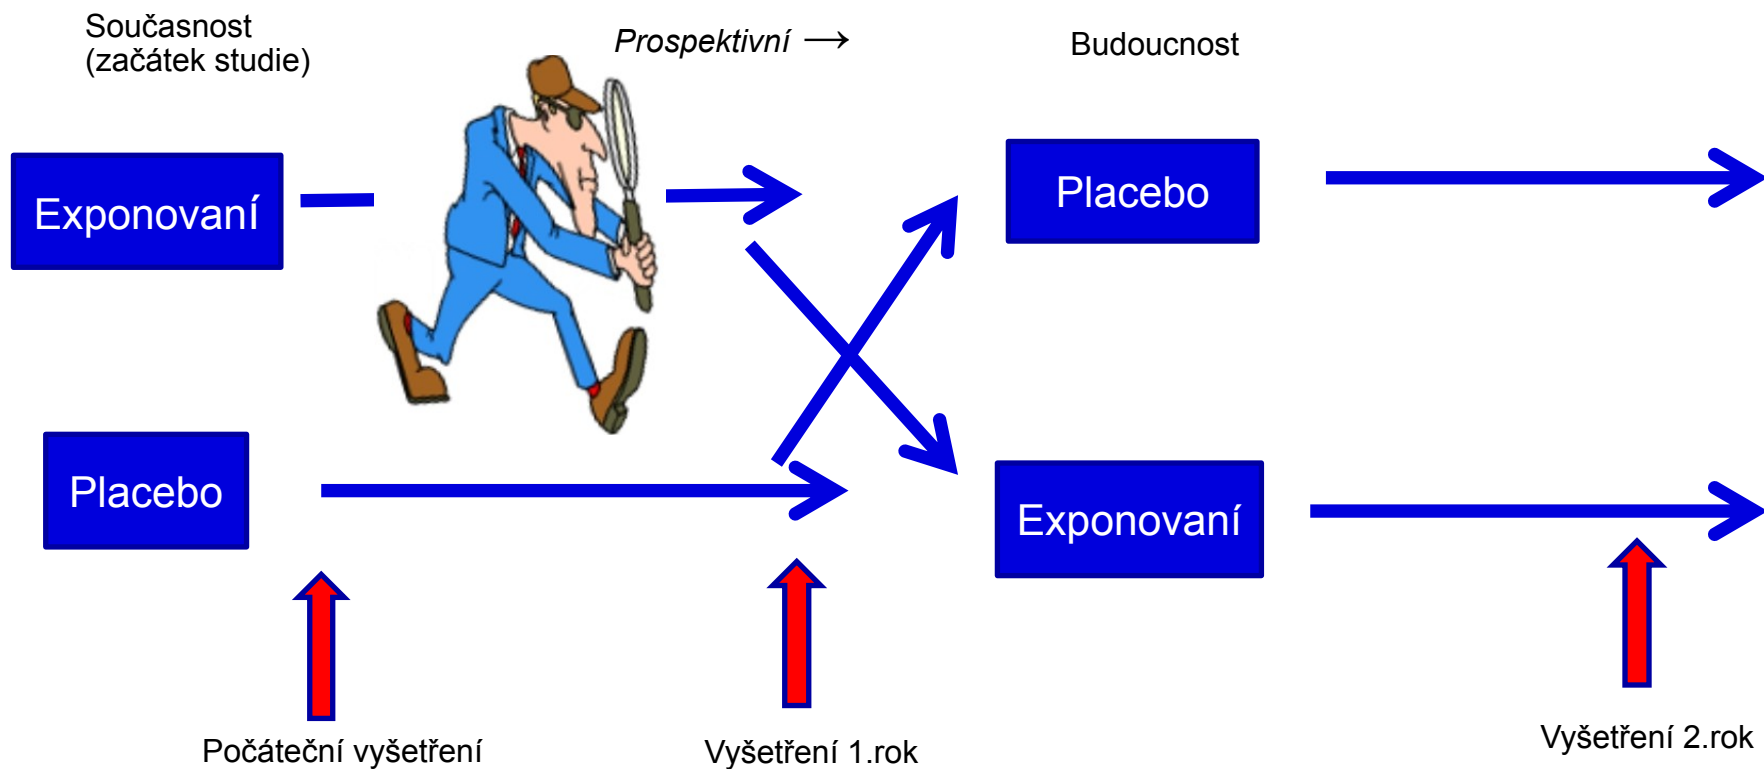 Současnost
(začátek studie)
Prospektivní →
Budoucnost
Exponovaní
Placebo
Placebo
Exponovaní
Počáteční vyšetření
Vyšetření 1.rok
Vyšetření 2.rok